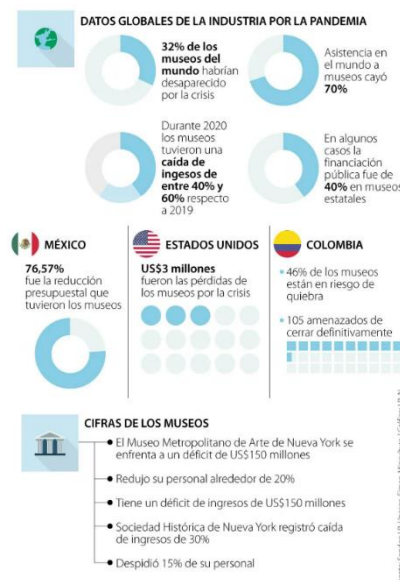 DATOS GLOBALES DE LA INDUSTRIA POR LA PANDEMIA
32% de los
museos del
mundo habrían
desaparecido
por la crisis
Asistencia en
el mundo a
museos cayó
70%
Durante 2020
los museos
tuvieron una
caída de
ingesos de
entre 40% y
60% respecto
a 2019
En algunos
casos la
financiación
pública fue de
40% en museos
estatales
MÉXICO
76,57%
fue la reducción
presupuestal que
tuvieron los museos
ESTADOS UNIDOS
US$3 millones
fueron las pérdidas de
los museos por la crisis
COLOMBIA
• 46% de los museos
están en riesgo de
quiebra
• 105 amenazados de
cerrar definitivamente
CIFRAS DE LOS MUSEOS
• El Museo Metropolitano de Arte de Nueva York se
enfrenta a un déficit de US$150 millones
• Redujo su personal alrededor de 20%
• Tiene un déficit de ingresos de US$150 millones
• Sociedad Histórica de Nueva York registró caída
de ingresos de 30%
• Despidió 15% de su personal